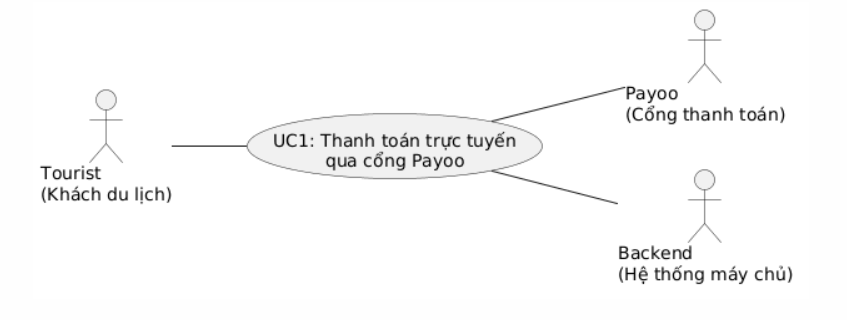 Tourist
(Khách du lịch)
UC1: Thanh toán trực tuyến
qua cổng Payoo
Payoo
(Cổng thanh toán)
Backend
(Hệ thống máy chủ)